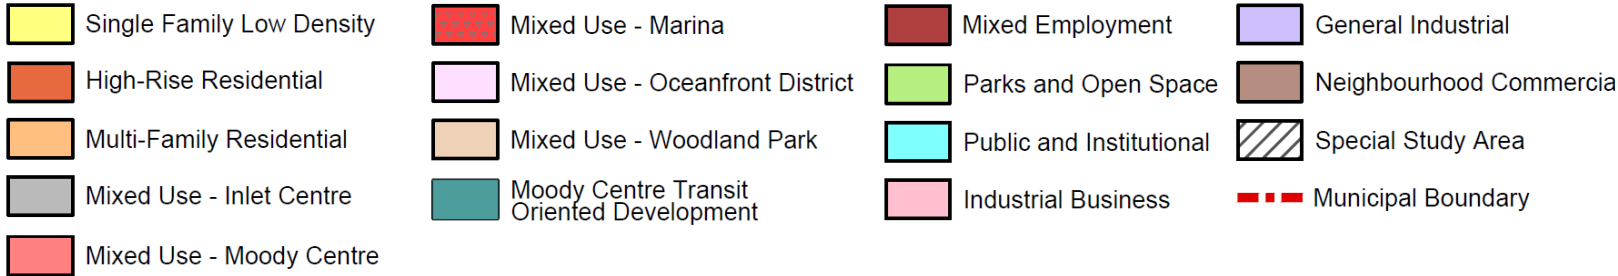 Single Family Low Density
High-Rise Residential
Multi-Family Residential
Mixed Use - Inlet Centre
Mixed Use - Moody Centre
Mixed Use - Marina
Mixed Use - Oceanfront District
Mixed Use - Woodland Park
Moody Centre Transit
Oriented Development
Mixed Employment
Parks and Open Space
Public and Institutional
Industrial Business
General Industrial
Neighbourhood Commercia
Special Study Area
Municipal Boundary